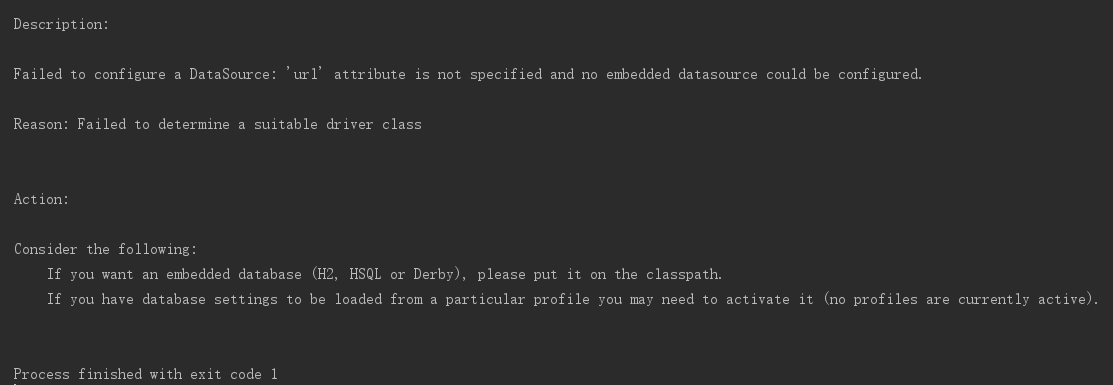 Description:
Failed to configure a DataSource: 'url' attribute is not specified and no embedded datasource could be configured.
Reason: Failed to determine a suitable driver class
Action:
Consider the following:
If you want an embedded database (H2, HSQL or Derby), please put it on the classpath.
If you have database settings to be loaded from a particular profile you may need to activate it (no profiles are currently active).
Process finished with exit code 1